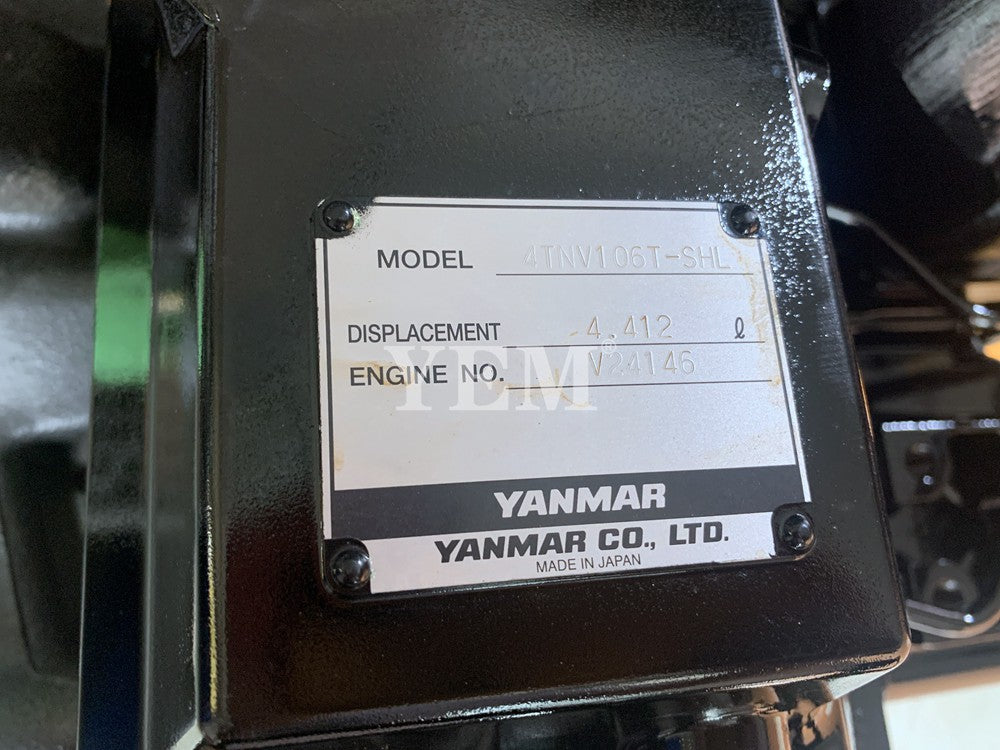 MODEL 4TNV106T-SHL
DISPLACEMENT 4.412 ℓ
ENGINE NO. V24146
YEM®
YANMAR
YANMAR CO., LTD.
MADE IN JAPAN